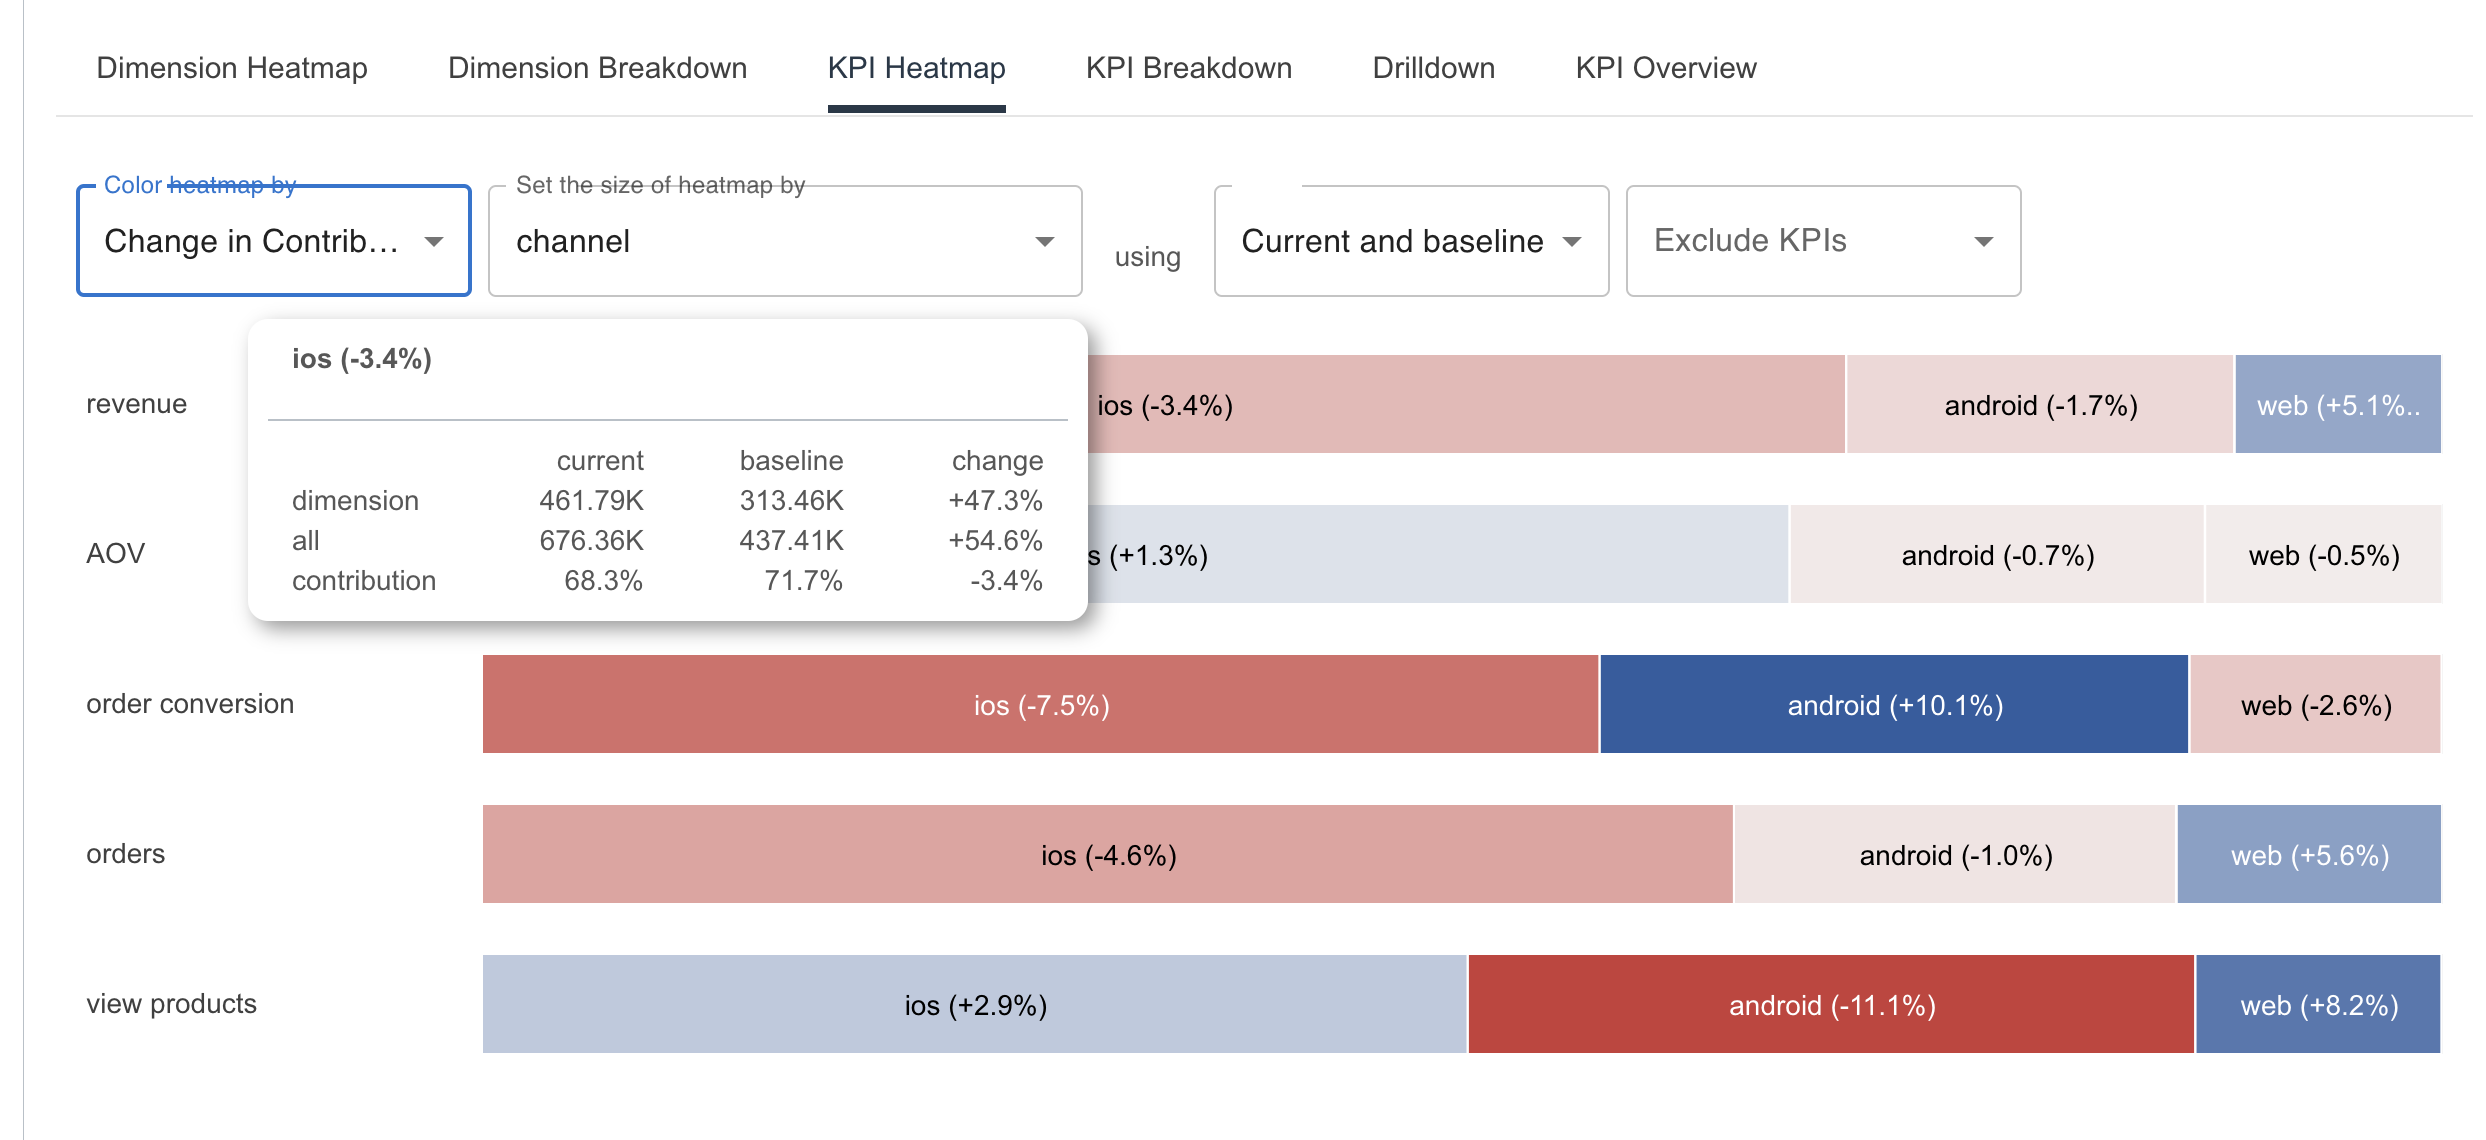 Dimension Heatmap Dimension Breakdown KPI Heatmap KPI Breakdown Drilldown KPI Overview
Color heatmap by Set the size of heatmap by
Change in Contrib... channel using Current and baseline Exclude KPIs
ios (-3.4%)
current baseline change
dimension 461.79K 313.46K +47.3%
all 676.36K 437.41K +54.6%
contribution 68.3% 71.7% -3.4%
revenue ios (-3.4%) android (-1.7%) web (+5.1%..
AOV s (+1.3%) android (-0.7%) web (-0.5%)
order conversion ios (-7.5%) android (+10.1%) web (-2.6%)
orders ios (-4.6%) android (-1.0%) web (+5.6%)
view products ios (+2.9%) android (-11.1%) web (+8.2%)